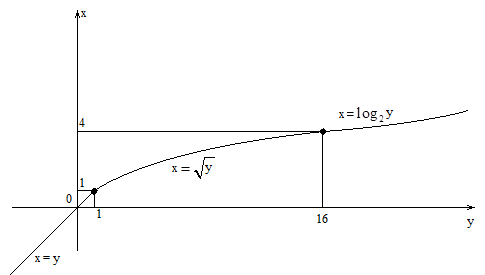 x
x = log₂ y
4
x = √y
1
0
1
16
y
x = y